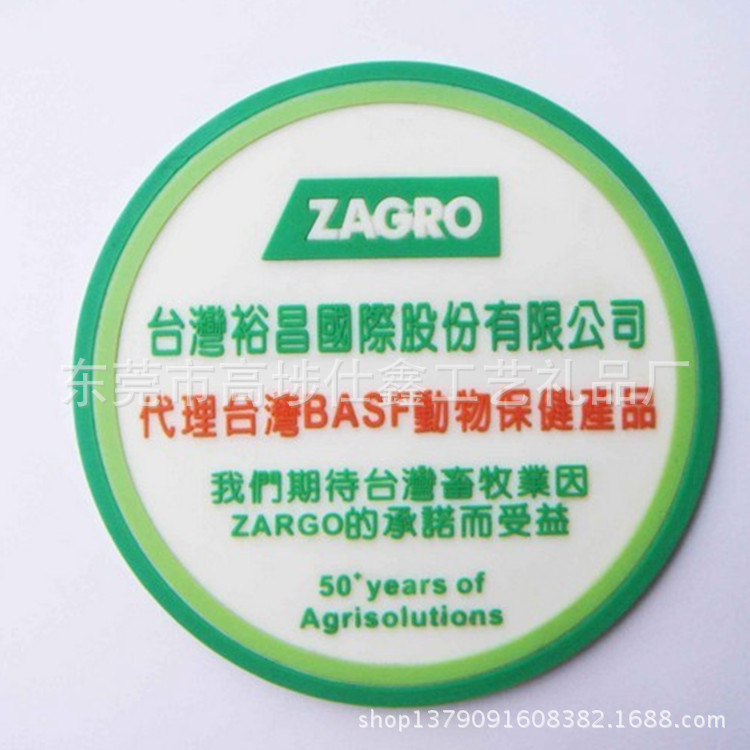 ZAGRO
台灣裕昌國際股份有限公司
东莞市高埗仕鑫工艺礼品厂
代理台灣BASF動物保健產品
我們期待台灣畜牧業因
ZARGO的承諾而受益
50+years of
Agrisolutions
shop1379091608382.1688.com